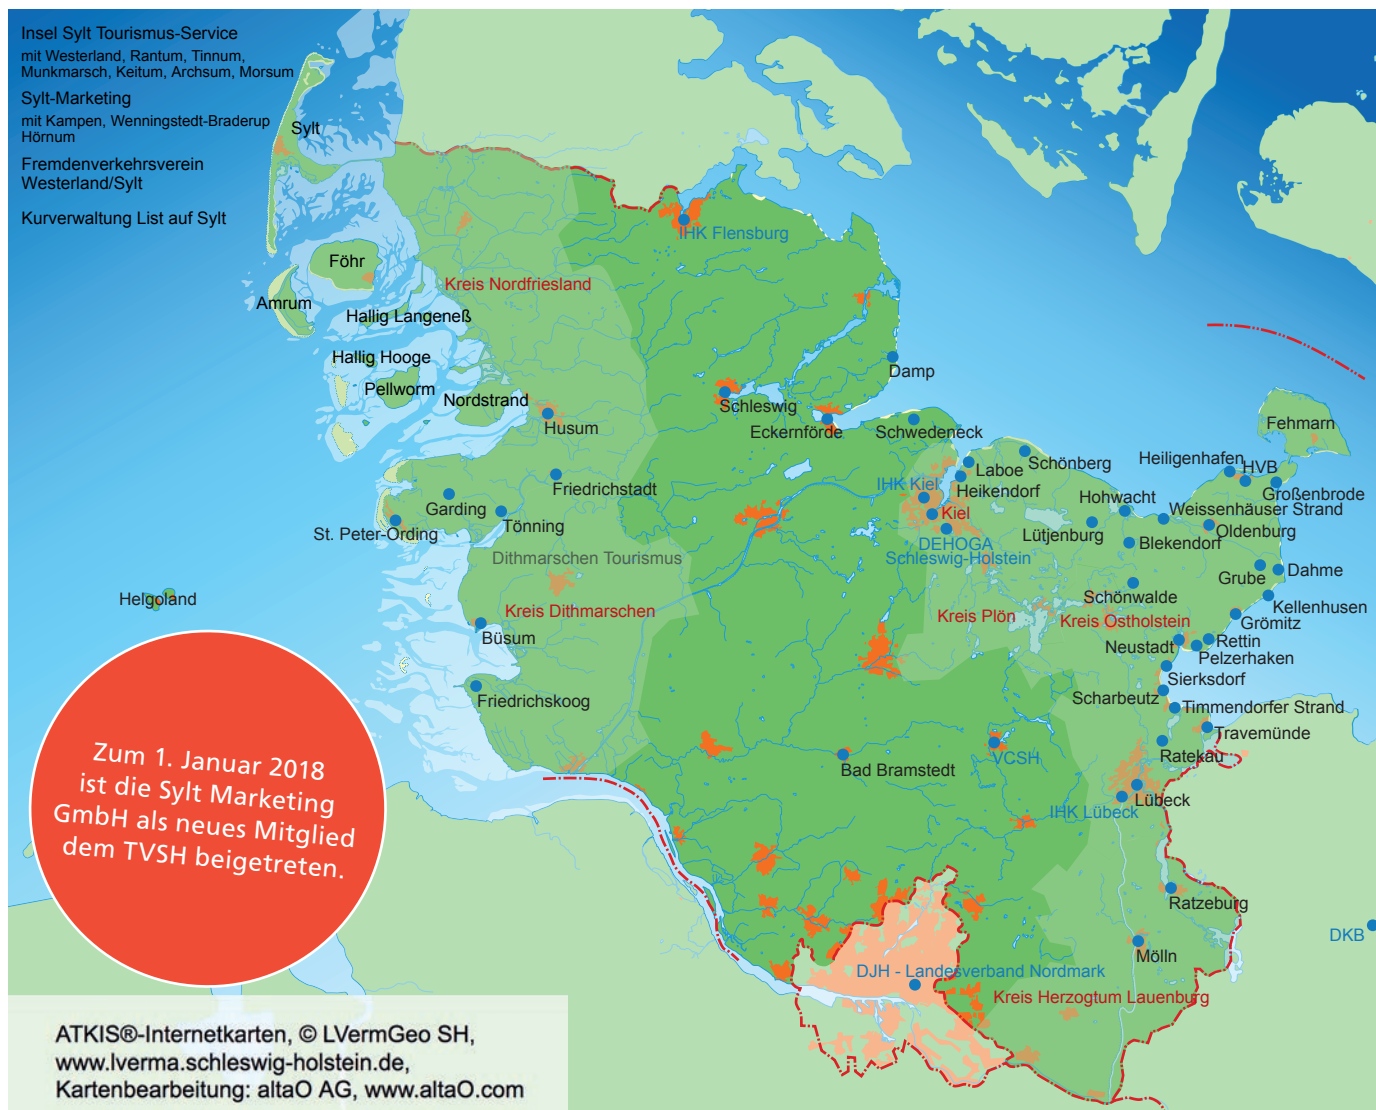 Insel Sylt Tourismus-Service
mit Westerland, Rantum, Tinnum,
Munkmarsch, Keitum, Archsum, Morsum
Sylt-Marketing
mit Kampen, Wenningstedt-Braderup
Hörnum
Fremdenverkehrsverein
Westerland/Sylt
Kurverwaltung List auf Sylt
Sylt
IHK Flensburg
Föhr
Kreis Nordfriesland
Amrum
Hallig Langeneß
Hallig Hooge
Pellworm
Nordstrand
Husum
Damp
Schleswig
Eckernförde
Schwedeneck
Fehmarn
Friedrichstadt
Garding
Tönning
St. Peter-Ording
Laboe
Schönberg
IHK Kiel
Heikendorf
Kiel
DEHOGA
Schleswig-Holstein
Heiligenhafen
HVB
Großenbrode
Hohwacht
Weissenhäuser Strand
Lütjenburg
Oldenburg
Blekendorf
Dithmarschen Tourismus
Helgoland
Kreis Dithmarschen
Büsum
Grube
Dahme
Schönwalde
Kellenhusen
Kreis Plön
Kreis Ostholstein
Grömitz
Neustadt
Rettin
Pelzerhaken
Sierksdorf
Friedrichskoog
Scharbeutz
Timmendorfer Strand
Travemünde
Ratekau
VCSH
Bad Bramstedt
Lübeck
IHK Lübeck
Ratzeburg
DKB
Mölln
DJH - Landesverband Nordmark
Kreis Herzogtum Lauenburg
Zum 1. Januar 2018
ist die Sylt Marketing
GmbH als neues Mitglied
dem TVSH beigetreten.
ATKIS®-Internetkarten, © LVermGeo SH,
www.lverma.schleswig-holstein.de,
Kartenbearbeitung: altaO AG, www.altaO.com